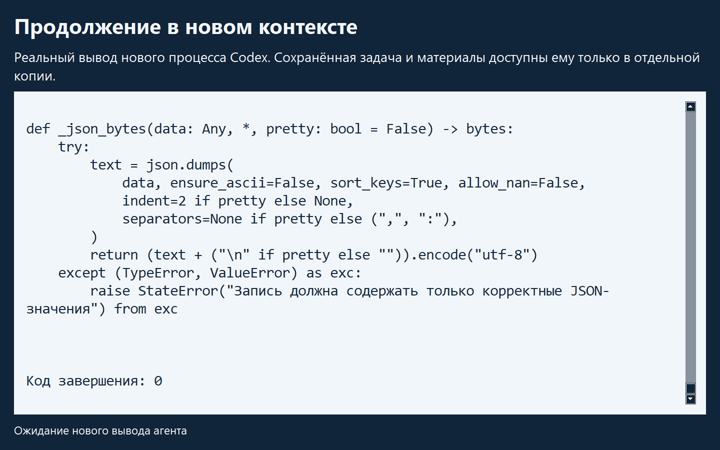 Продолжение в новом контексте
Реальный вывод нового процесса Codex. Сохранённая задача и материалы доступны ему только в отдельной
копии.
def _json_bytes(data: Any, *, pretty: bool = False) -> bytes:
    try:
        text = json.dumps(
            data, ensure_ascii=False, sort_keys=True, allow_nan=False,
            indent=2 if pretty else None,
            separators=None if pretty else (",", ":"),
        )
        return (text + ("\n" if pretty else "")).encode("utf-8")
    except (TypeError, ValueError) as exc:
        raise StateError("Запись должна содержать только корректные JSON-
значения") from exc
Код завершения: 0
Ожидание нового вывода агента